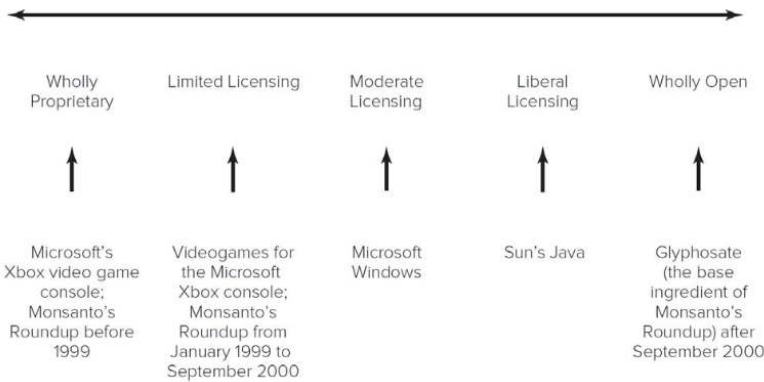 Wholly
Proprietary
Limited Licensing
Moderate
Licensing
Liberal
Licensing
Wholly Open
Microsoft's
Xbox video game
console;
Monsanto's
Roundup before
1999
Videogames for
the Microsoft
Xbox console;
Monsanto's
Roundup from
January 1999 to
September 2000
Microsoft
Windows
Sun's Java
Glyphosate
(the base
ingredient of
Monsanto's
Roundup) after
September 2000